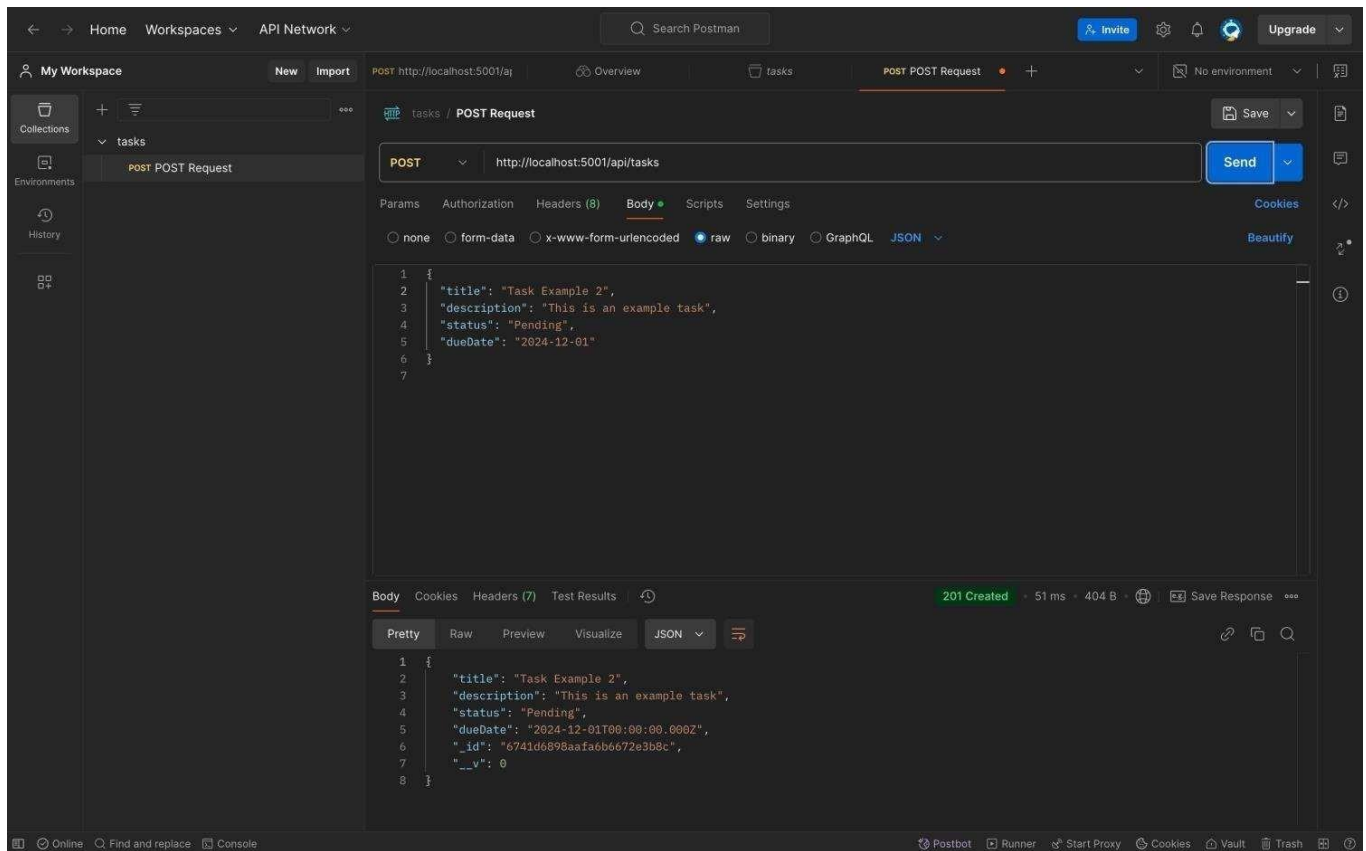 Home Workspaces API Network Search Postman Invite Upgrade
My Workspace New Import POST http://localhost:5001/ap Overview tasks POST POST Request No environment
Collections
Environments
History
tasks
POST POST Request
tasks / POST Request Save
POST http://localhost:5001/api/tasks Send
Params Authorization Headers (8) Body Scripts Settings Cookies
none form-data x-www-form-urlencoded raw binary GraphQL JSON Beautify
1 {
2 "title": "Task Example 2",
3 "description": "This is an example task",
4 "status": "Pending",
5 "dueDate": "2024-12-01"
6 }
7
Body Cookies Headers (7) Test Results 201 Created 51 ms 404 B Save Response
Pretty Raw Preview Visualize JSON
1 {
2 "title": "Task Example 2",
3 "description": "This is an example task",
4 "status": "Pending",
5 "dueDate": "2024-12-01T00:00:00.000Z",
6 "_id": "6741d6898aafa6b6672e3b8c",
7 "__v": 0
8 }
Online Find and replace Console Postbot Runner Start Proxy Cookies Vault Trash